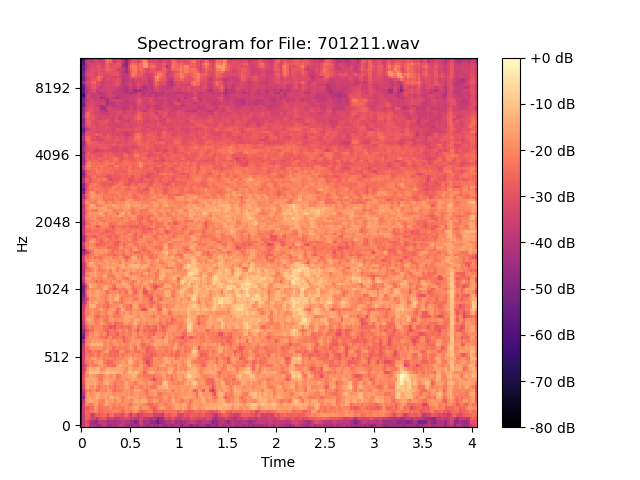 Spectrogram for File: 701211.wav
Hz
8192
4096
2048
1024
512
0
0 0.5 1 1.5 2 2.5 3 3.5 4
Time
+0 dB
-10 dB
-20 dB
-30 dB
-40 dB
-50 dB
-60 dB
-70 dB
-80 dB